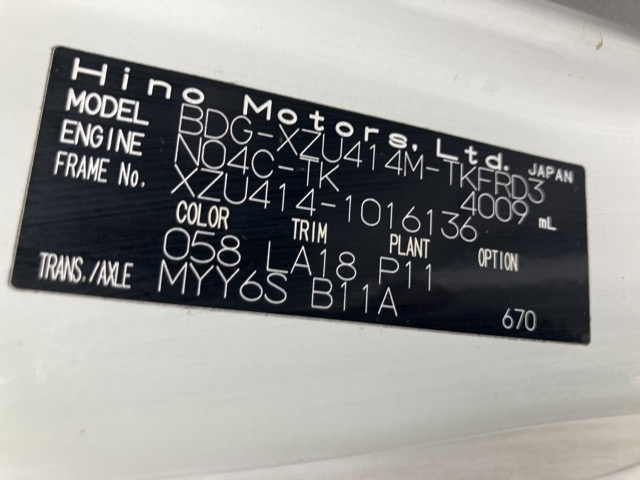 Hino Motors, Ltd. JAPAN
MODEL BDG-XZU414M-TKFRD3
ENGINE N04C-TK 4009 mL
FRAME No. XZU414-1016136
COLOR TRIM PLANT OPTION
058 LA18 P11
TRANS./AXLE MYY6S B11A
670